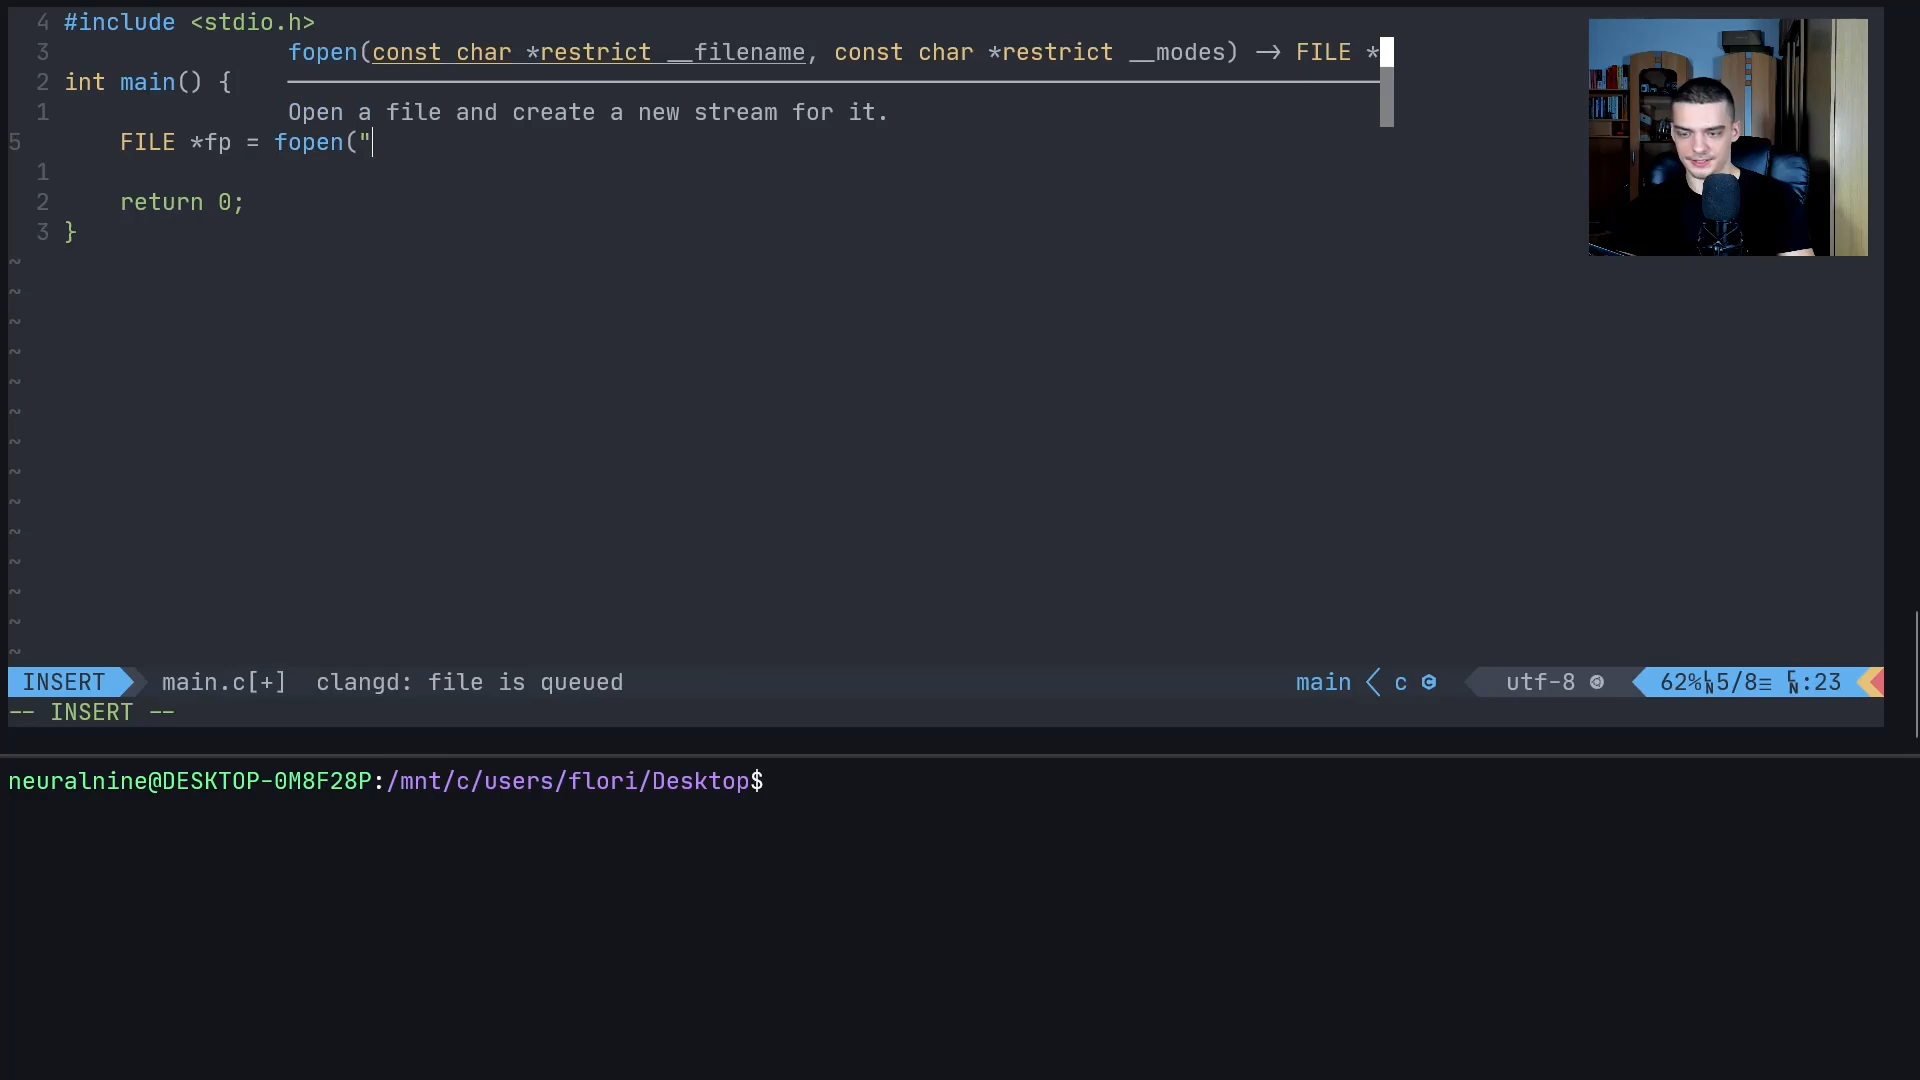 4 #include <stdio.h>
3 fopen(const char *restrict __filename, const char *restrict __modes) -> FILE *
2 int main() {
1 Open a file and create a new stream for it.
5 FILE *fp = fopen("
1
2 return 0;
3 }
~
~
~
~
~
~
~
~
~
~
~
~
~
~
INSERT main.c[+] clangd: file is queued main c utf-8 62% LN 5/8 CN:23
-- INSERT --
neuralnine@DESKTOP-0M8F28P:/mnt/c/users/flori/Desktop$